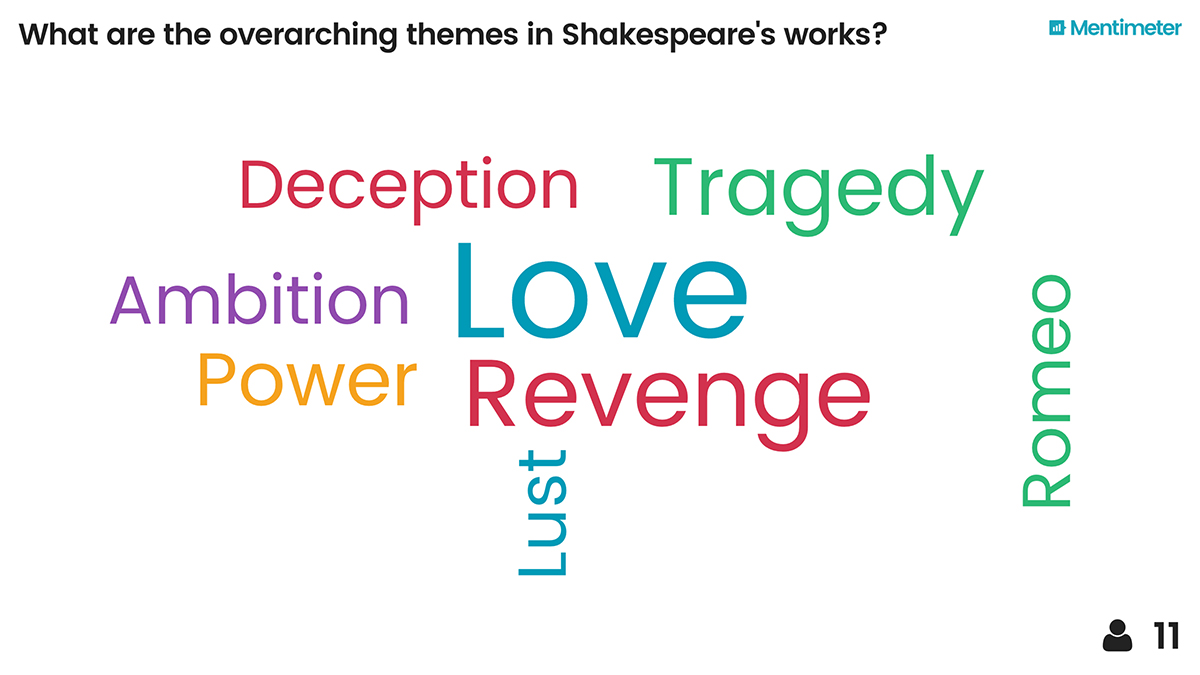 What are the overarching themes in Shakespeare's works?
Mentimeter
Deception
Tragedy
Love
Ambition
Power
Revenge
Romeo
Lust
11